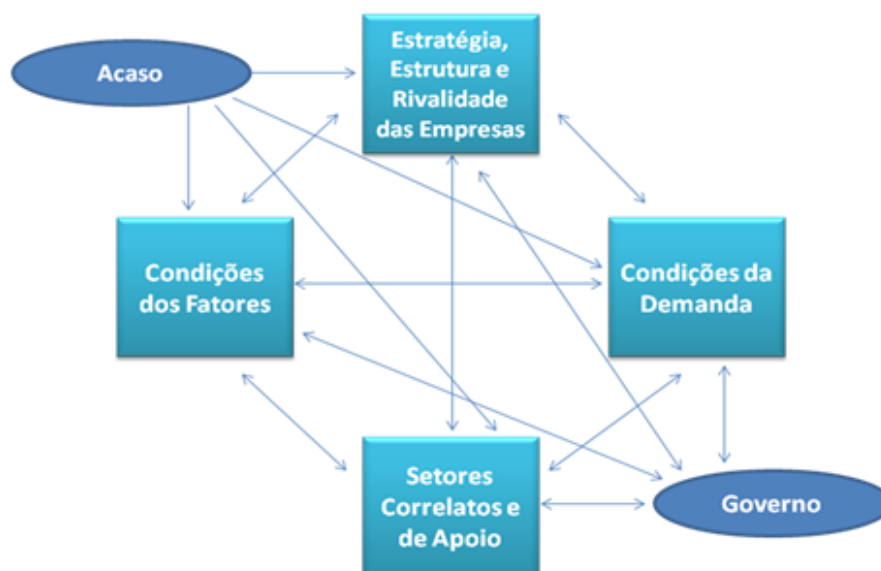 Acaso
Estratégia,
Estrutura e
Rivalidade
das Empresas
Condições
dos Fatores
Condições da
Demanda
Setores
Correlatos e
de Apoio
Governo